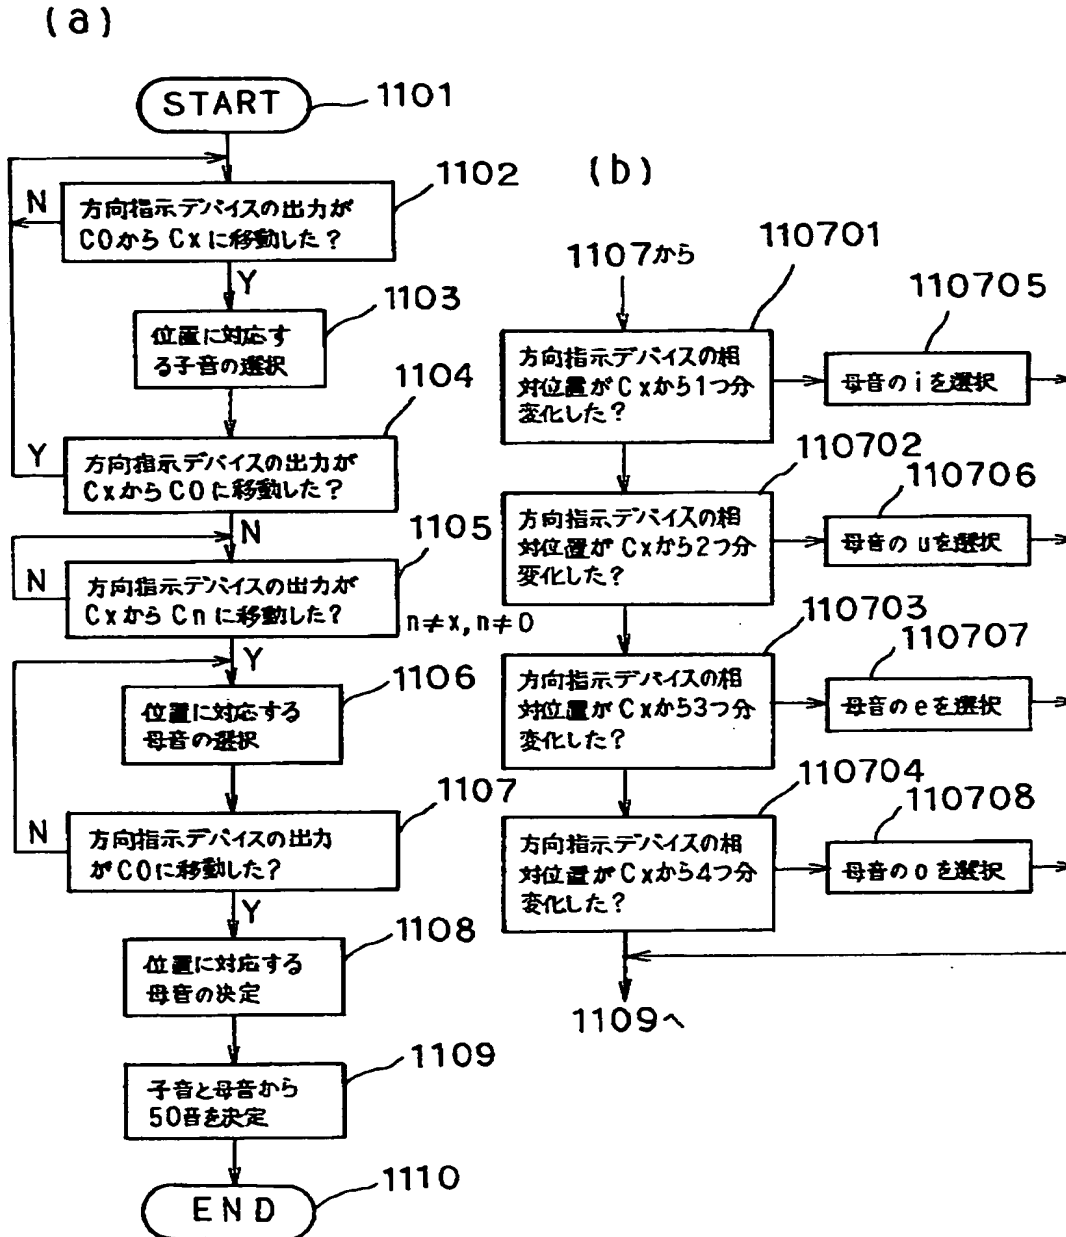 (a)
START
1101
1102
N
方向指示デバイスの出力が
C0からCxに移動した?
Y
1103
位置に対応す
る子音の選択
1104
Y
方向指示デバイスの出力が
CxからC0に移動した?
N
1105
N
方向指示デバイスの出力が
CxからCnに移動した?
n≠x,n≠0
Y
1106
位置に対応する
母音の選択
1107
N
方向指示デバイスの出力
がC0に移動した?
Y
1108
位置に対応する
母音の決定
1109
子音と母音から
50音を決定
END
1110
(b)
1107から
110701
方向指示デバイスの相
対位置がCxから1つ分
変化した?
110705
母音のiを選択
110702
方向指示デバイスの相
対位置がCxから2つ分
変化した?
110706
母音のuを選択
110703
方向指示デバイスの相
対位置がCxから3つ分
変化した?
110707
母音のeを選択
110704
方向指示デバイスの相
対位置がCxから4つ分
変化した?
110708
母音のoを選択
1109へ